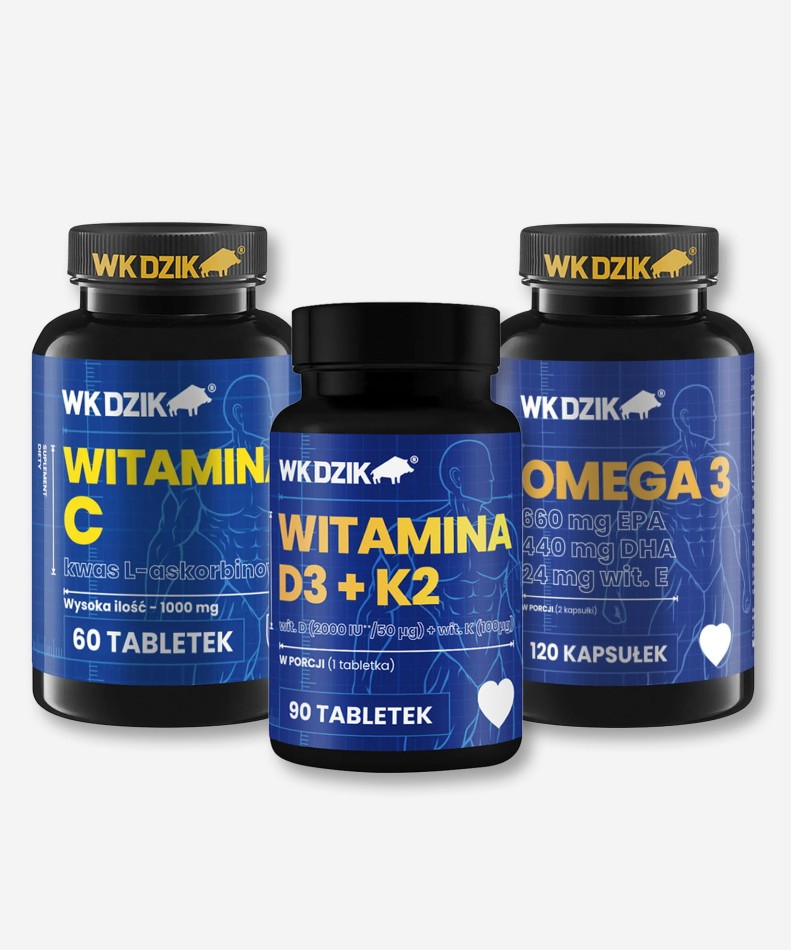 WK DZIK®
WK DZIK®
SUPLEMENT
DIETY
WITAMINA
C
kwas L-askorbinow
Wysoka ilość - 1000 mg
60 TABLETEK
WK DZIK®
WITAMINA
D3 + K2
wit. D (2000 IU**/50 µg) + wit. K (100µg)
W PORCJI (1 tabletka)
90 TABLETEK
WK DZIK®
WK DZIK®
OMEGA 3
660 mg EPA
440 mg DHA
24 mg wit. E
W PORCJI (2 kapsułki)
120 KAPSUŁEK